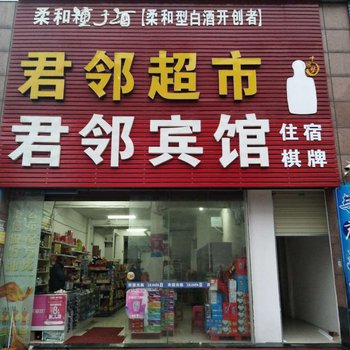 柔和种子酒【柔和型白酒开创者】
君邻超市
君邻宾馆
住宿
棋牌